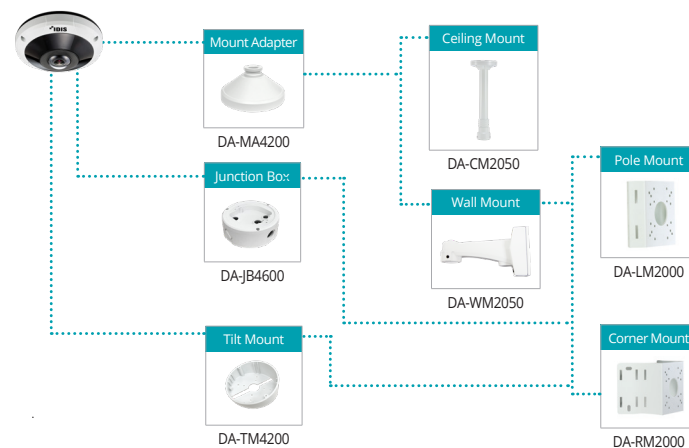 IDIS
Mount Adapter
DA-MA4200
Ceiling Mount
DA-CM2050
Junction Box
DA-JB4600
Wall Mount
DA-WM2050
Pole Mount
DA-LM2000
Tilt Mount
DA-TM4200
Corner Mount
DA-RM2000